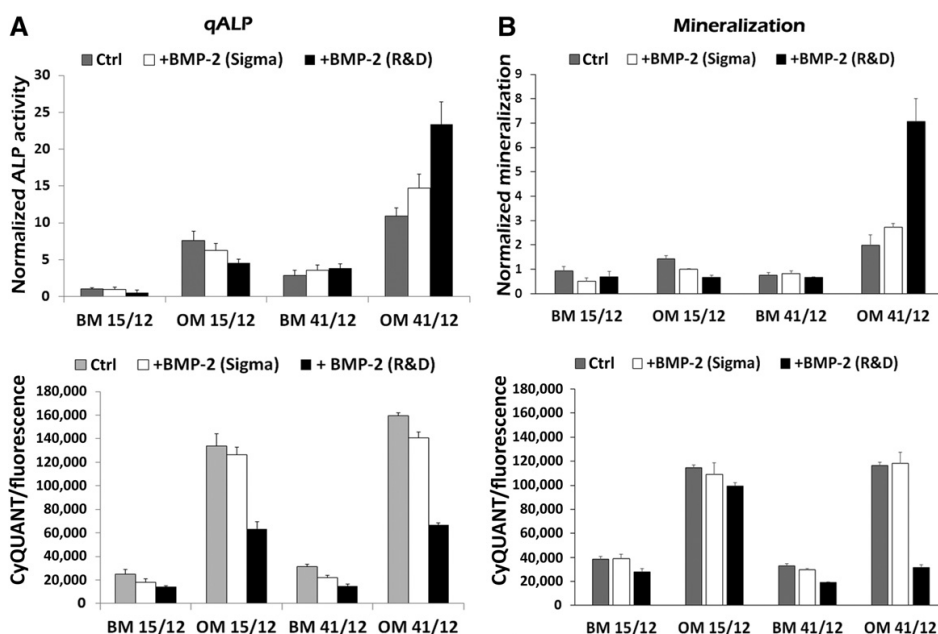 A
qALP
Ctrl +BMP-2 (Sigma) +BMP-2 (R&D)
Normalized ALP activity
30
25
20
15
10
5
0
BM 15/12 OM 15/12 BM 41/12 OM 41/12
B
Mineralization
Ctrl +BMP-2 (Sigma) +BMP-2 (R&D)
Normalized mineralization
9
8
7
6
5
4
3
2
1
0
BM 15/12 OM 15/12 BM 41/12 OM 41/12
Ctrl +BMP-2 (Sigma) + BMP-2 (R&D)
CyQUANT/fluorescence
180,000
160,000
140,000
120,000
100,000
80,000
60,000
40,000
20,000
0
BM 15/12 OM 15/12 BM 41/12 OM 41/12
Ctrl +BMP-2 (Sigma) +BMP-2 (R&D)
CyQUANT/fluorescence
180,000
160,000
140,000
120,000
100,000
80,000
60,000
40,000
20,000
0
BM 15/12 OM 15/12 BM 41/12 OM 41/12